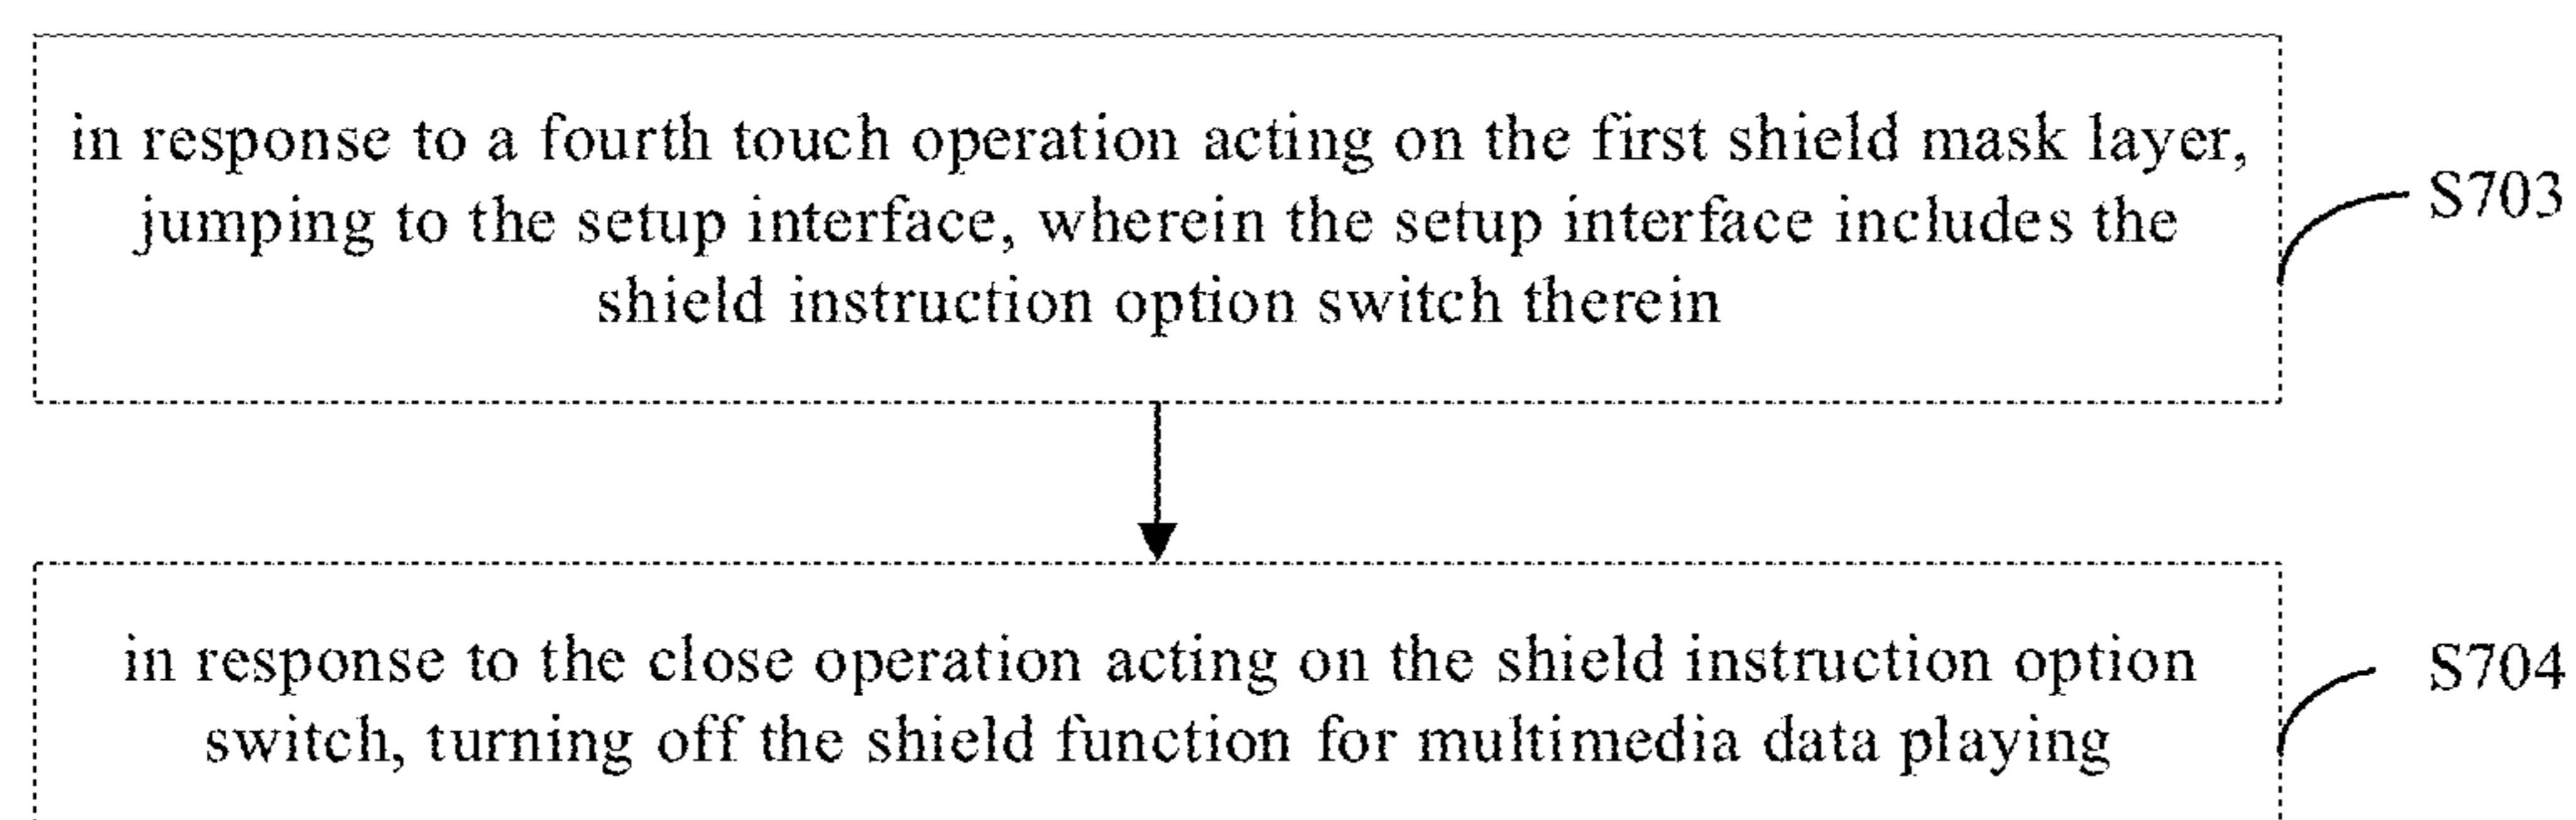 in response to a fourth touch operation acting on the first shield mask layer,
jumping to the setup interface, wherein the setup interface includes the
shield instruction option switch therein
S703
in response to the close operation acting on the shield instruction option
switch, turning off the shield function for multimedia data playing
S704